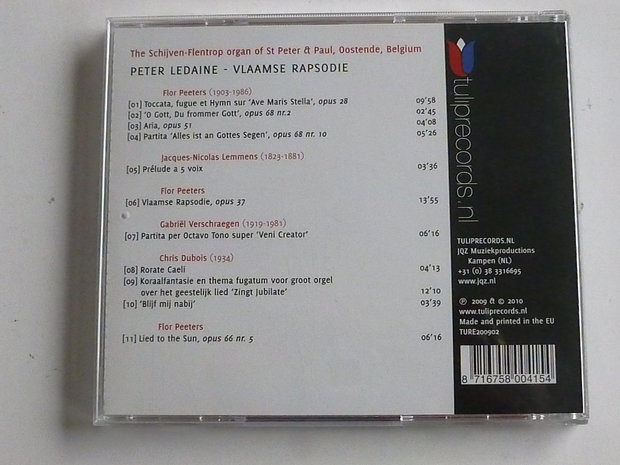 The Schijven-Flentrop organ of St Peter & Paul, Oostende, Belgium
PETER LEDAINE - VLAAMSE RAPSODIE
Flor Peeters (1903-1986)
[01] Toccata, fugue et Hymn sur 'Ave Maris Stella', opus 28 09'58
[02] 'O Gott, Du frommer Gott', opus 68 nr.2 02'45
[03] Aria, opus 51 04'08
[04] Partita 'Alles ist an Gottes Segen', opus 68 nr. 10 05'26
Jacques-Nicolas Lemmens (1823-1881)
[05] Prélude a 5 voix 03'36
Flor Peeters
[06] Vlaamse Rapsodie, opus 37 13'55
Gabriël Verschraegen (1919-1981)
[07] Partita per Octavo Tono super 'Veni Creator' 06'16
Chris Dubois (1934)
[08] Rorate Caeli 04'13
[09] Koraalfantasie en thema fugatum voor groot orgel
over het geestelijk lied 'Zingt Jubilate' 12'10
[10] 'Blijf mij nabij' 03'39
Flor Peeters
[11] Lied to the Sun, opus 66 nr. 5 06'16
tuliprecords.nl
TULIPRECORDS.NL
JQZ Muziekproductions
Kampen (NL)
+31 (0) 38 3316695
www.jqz.nl
℗ 2009 & © 2010
www.tuliprecords.nl
Made and printed in the EU
TURE200902
8 716758 004154